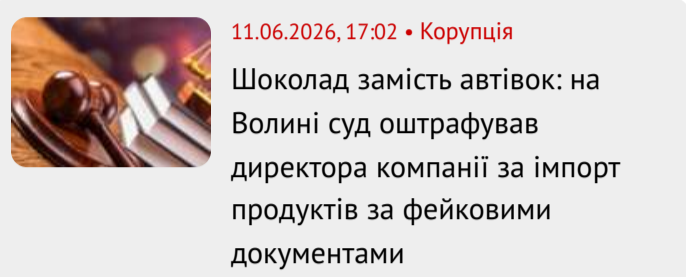 11.06.2026, 17:02 • Корупція
Шоколад замість автівок: на
Волині суд оштрафував
директора компанії за імпорт
продуктів за фейковими
документами